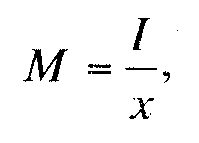 M = I/x,